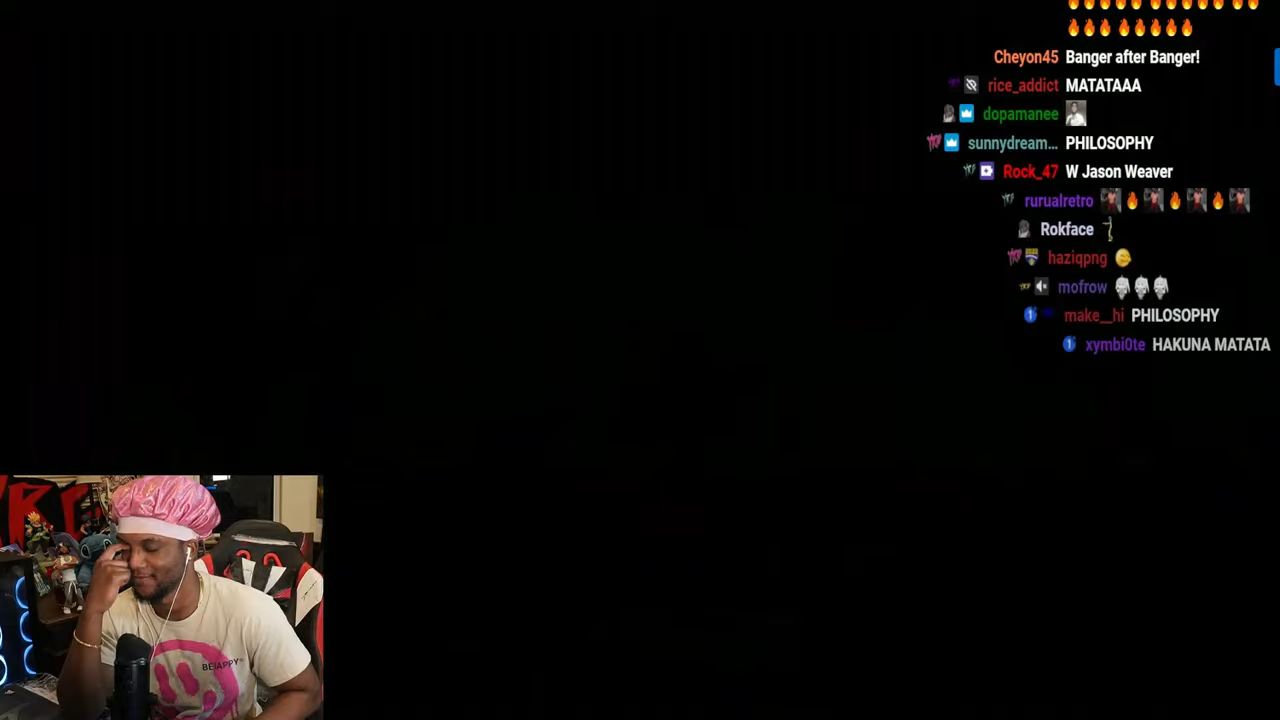 Cheyon45 Banger after Banger!
rice_addict MATATAAA
dopamanee
sunnydream... PHILOSOPHY
Rock_47 W Jason Weaver
rurualretro
Rokface
haziqpng
mofrow
make__hi PHILOSOPHY
xymbi0te HAKUNA MATATA